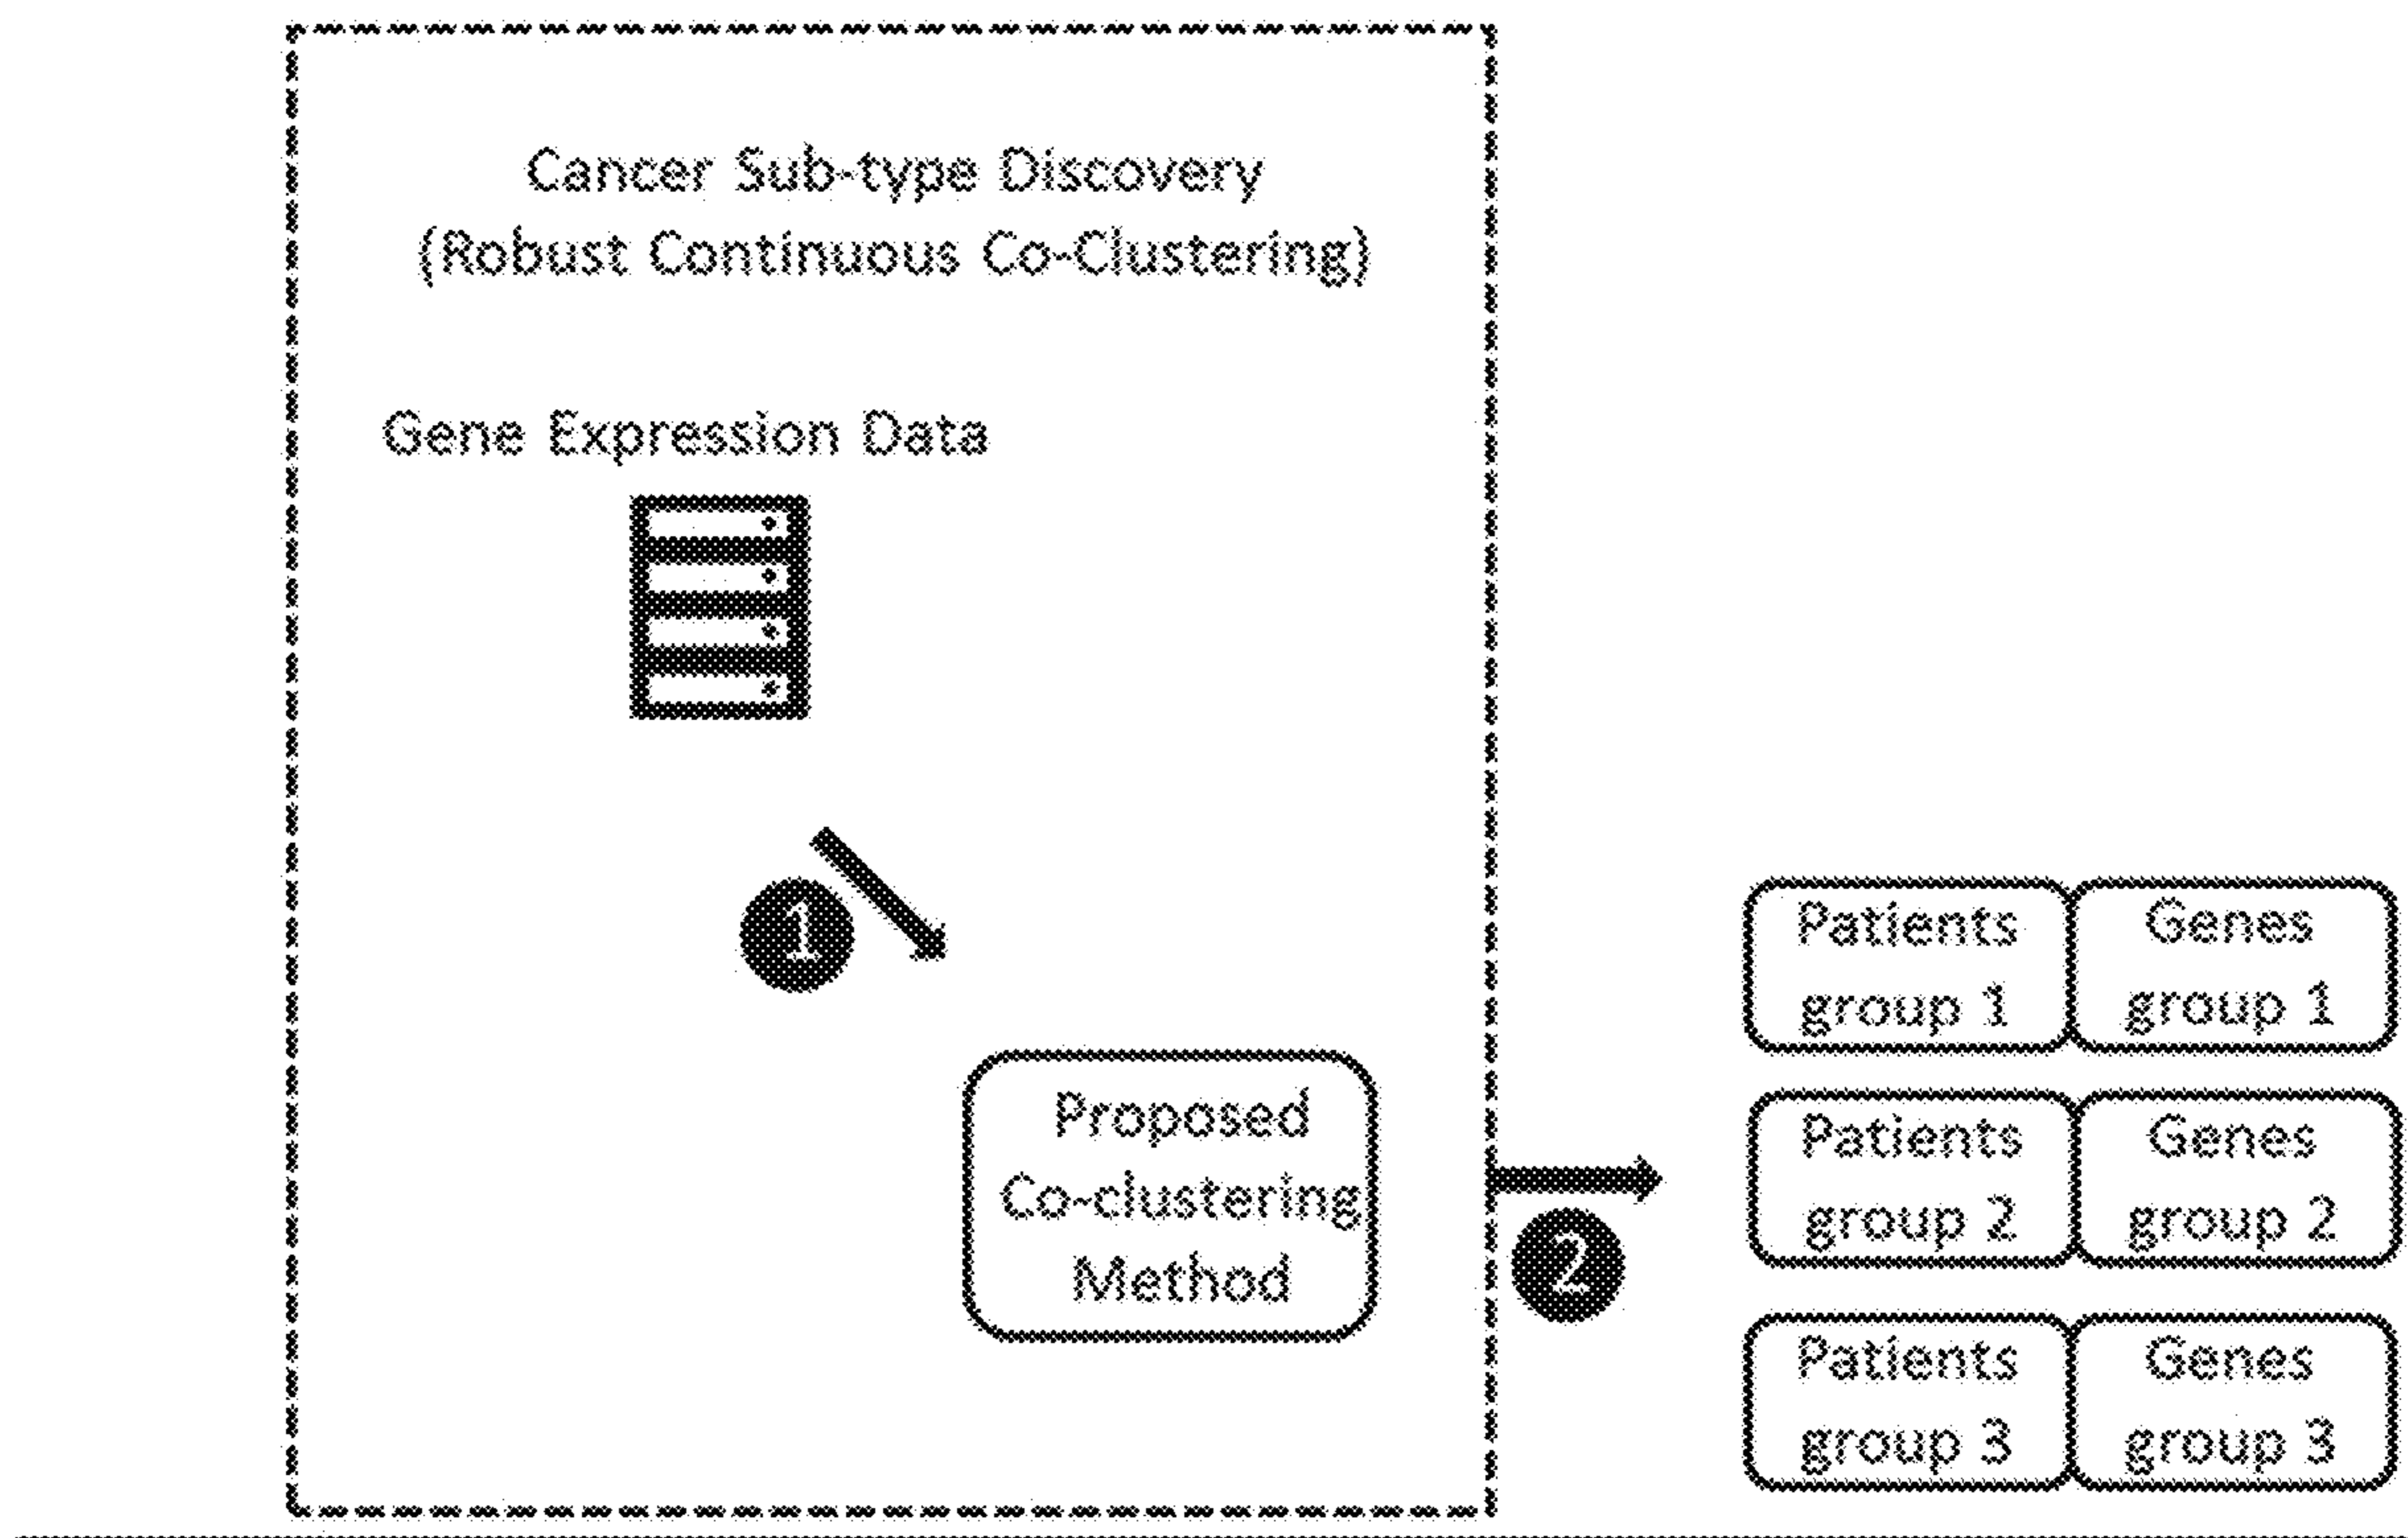 Cancer Sub-type Discovery
(Robust Continuous Co-Clustering)
Gene Expression Data
1
Proposed
Co-clustering
Method
2
Patients
group 1
Genes
group 1
Patients
group 2
Genes
group 2
Patients
group 3
Genes
group 3